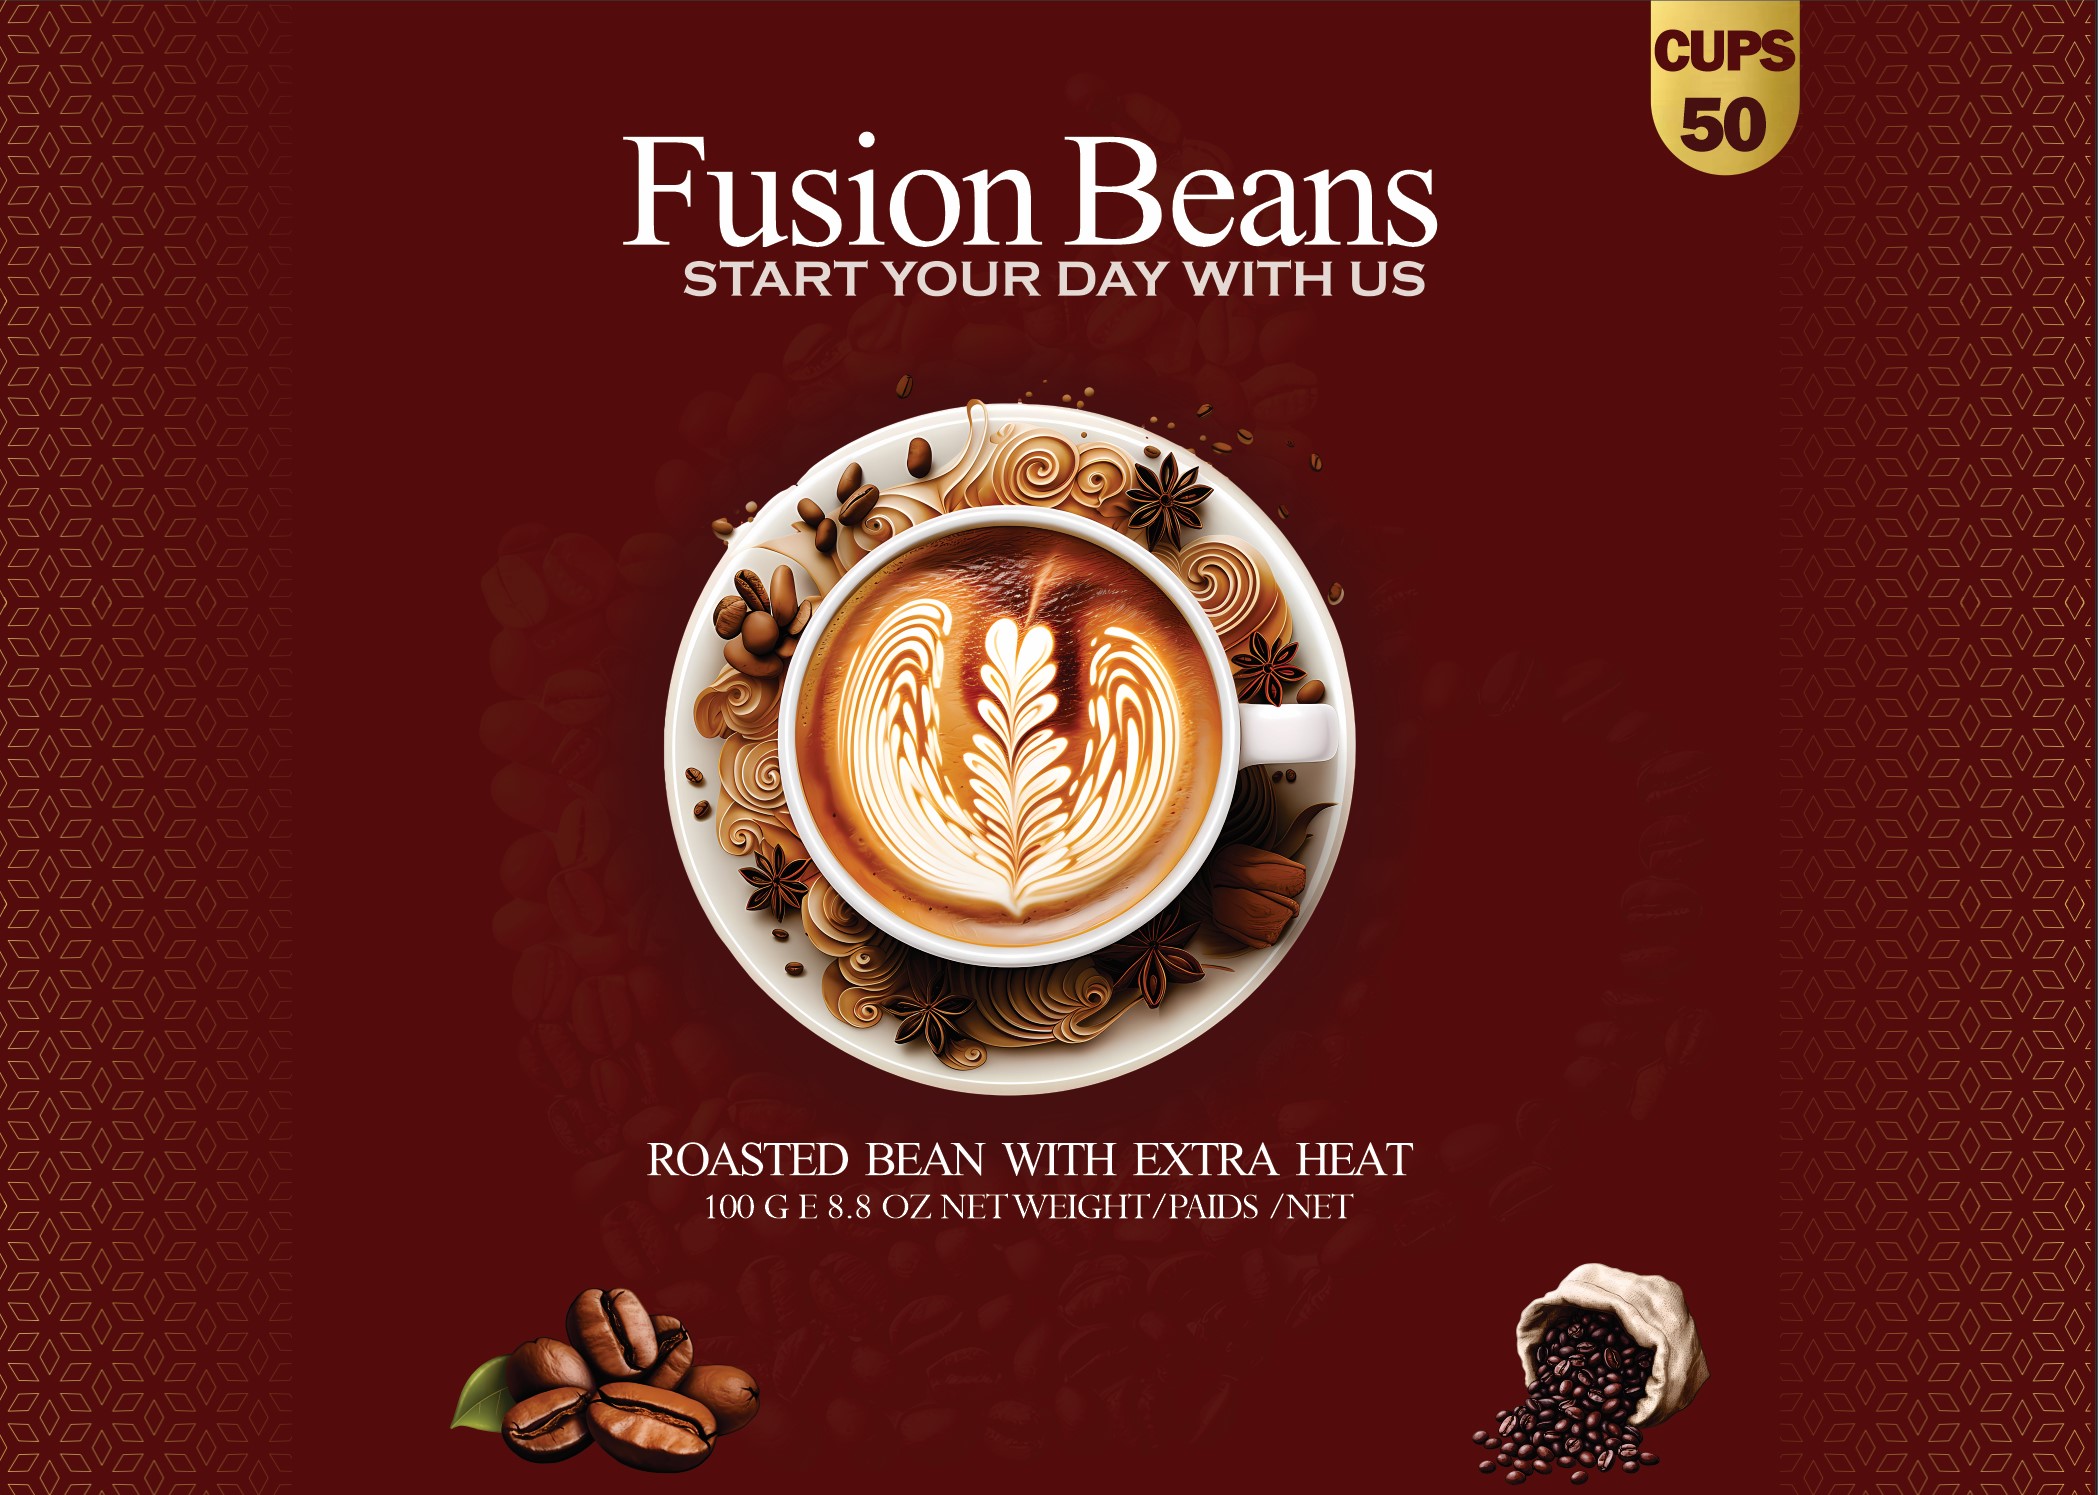 CUPS
50
Fusion Beans
START YOUR DAY WITH US
ROASTED BEAN WITH EXTRA HEAT
100 G E 8.8 OZ NET WEIGHT/PAIDS /NET